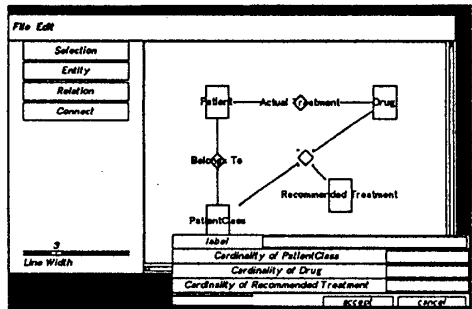 File Edit
Selection
Entity
Relation
Connect
Patient
Actual Treatment
Drug
Belongs To
Recommended Treatment
PatientClass
3
Line Width
label
Cardinality of PatientClass
Cardinality of Drug
Cardinality of Recommended Treatment
accept
cancel